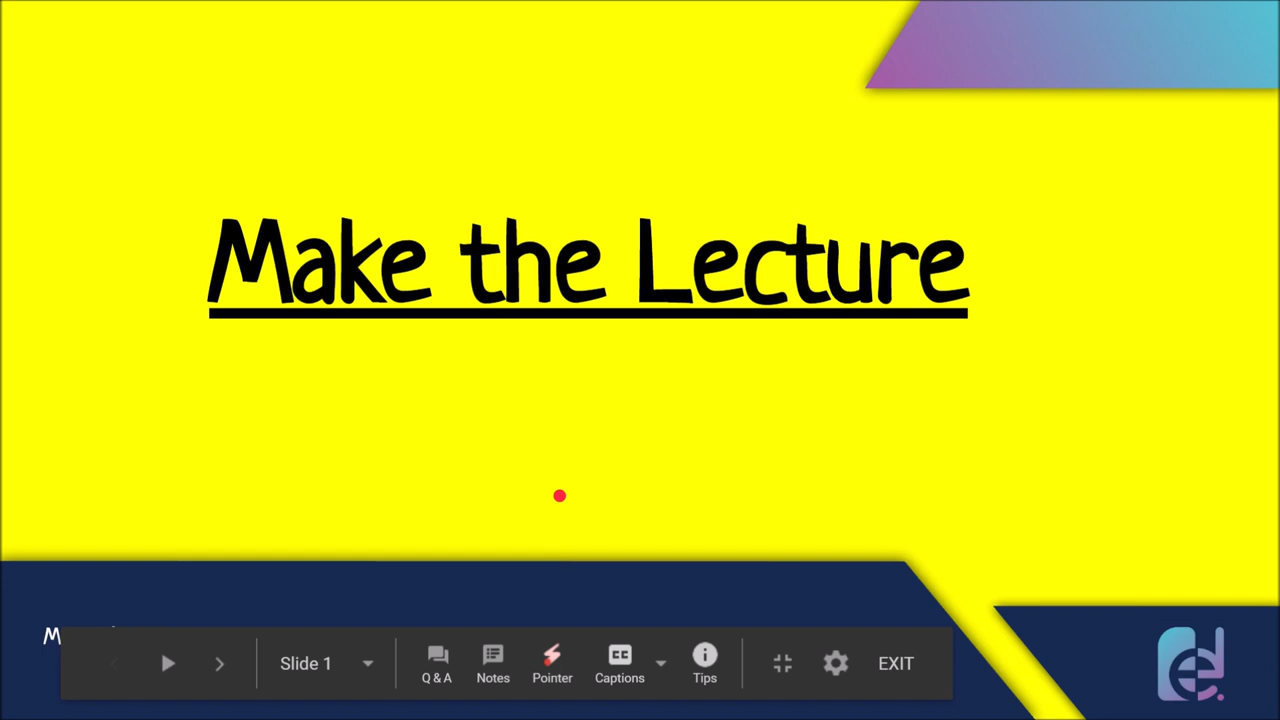 Make the Lecture
Slide 1
Q & A
Notes
Pointer
Captions
Tips
EXIT